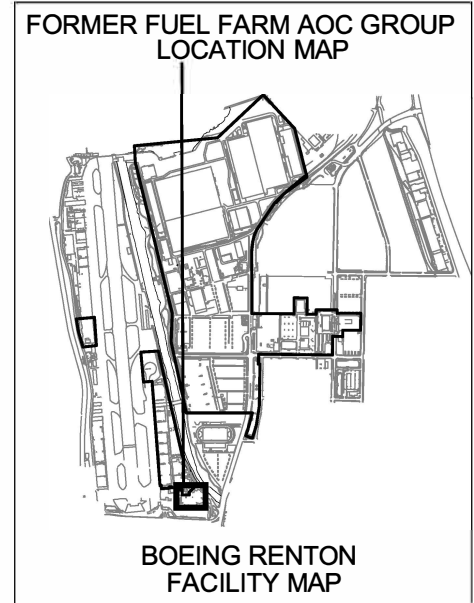 FORMER FUEL FARM AOC GROUP
LOCATION MAP
BOEING RENTON
FACILITY MAP